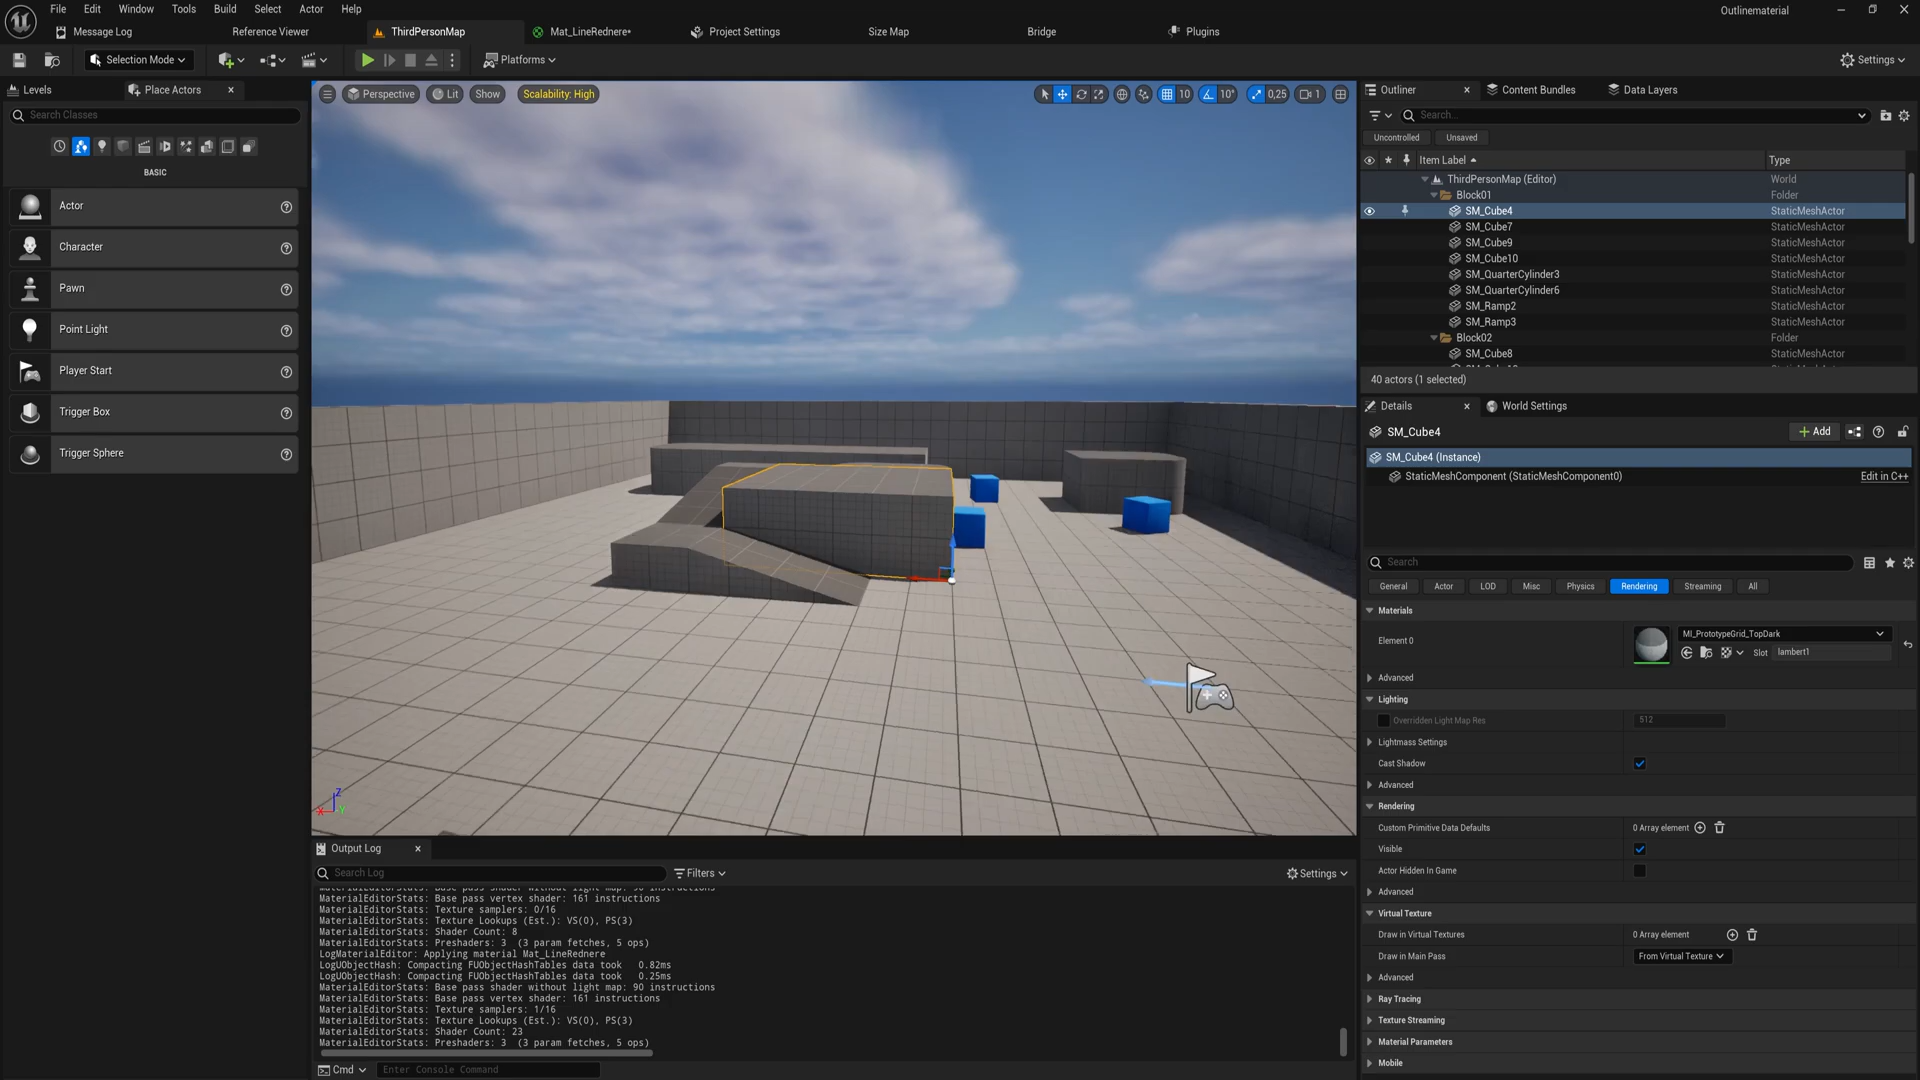 File Edit Window Tools Build Select Actor Help
Outlinematerial
Message Log
Reference Viewer
ThirdPersonMap
Mat_LineRednere*
Project Settings
Size Map
Bridge
Plugins
Selection Mode
Platforms
Settings
Levels
Place Actors
Search Classes
BASIC
Actor
Character
Pawn
Point Light
Player Start
Trigger Box
Trigger Sphere
Perspective
Lit
Show
Scalability: High
10
10°
0,25
1
Outliner
Content Bundles
Data Layers
Search...
Uncontrolled
Unsaved
Item Label
Type
ThirdPersonMap (Editor) World
Block01 Folder
SM_Cube4 StaticMeshActor
SM_Cube7 StaticMeshActor
SM_Cube9 StaticMeshActor
SM_Cube10 StaticMeshActor
SM_QuarterCylinder3 StaticMeshActor
SM_QuarterCylinder6 StaticMeshActor
SM_Ramp2 StaticMeshActor
SM_Ramp3 StaticMeshActor
Block02 Folder
SM_Cube8 StaticMeshActor
40 actors (1 selected)
Details
World Settings
SM_Cube4
Add
SM_Cube4 (Instance)
StaticMeshComponent (StaticMeshComponent0)
Edit in C++
Search
General Actor LOD Misc Physics Rendering Streaming All
Materials
Element 0
MI_PrototypeGrid_TopDark
Slot lambert1
Advanced
Lighting
Overridden Light Map Res 512
Lightmass Settings
Cast Shadow
Advanced
Rendering
Custom Primitive Data Defaults 0 Array element
Visible
Actor Hidden In Game
Advanced
Virtual Texture
Draw in Virtual Textures 0 Array element
Draw in Main Pass From Virtual Texture
Advanced
Ray Tracing
Texture Streaming
Material Parameters
Mobile
Output Log
Search Log
Filters
Settings
MaterialEditorStats: Base pass shader without light map: 90 instructions
MaterialEditorStats: Base pass vertex shader: 161 instructions
MaterialEditorStats: Texture samplers: 0/16
MaterialEditorStats: Texture Lookups (Est.): VS(0), PS(3)
MaterialEditorStats: Shader Count: 8
MaterialEditorStats: Preshaders: 3 (3 param fetches, 5 ops)
LogMaterialEditor: Applying material Mat_LineRednere
LogUObjectHash: Compacting FUObjectHashTables data took 0.82ms
LogUObjectHash: Compacting FUObjectHashTables data took 0.25ms
MaterialEditorStats: Base pass shader without light map: 90 instructions
MaterialEditorStats: Base pass vertex shader: 161 instructions
MaterialEditorStats: Texture samplers: 1/16
MaterialEditorStats: Texture Lookups (Est.): VS(0), PS(3)
MaterialEditorStats: Shader Count: 23
MaterialEditorStats: Preshaders: 3 (3 param fetches, 5 ops)
Cmd
Enter Console Command
X
Y
Z